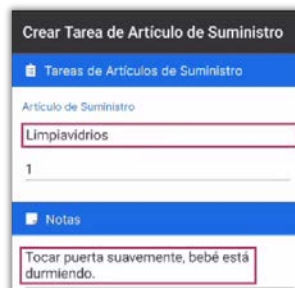 Crear Tarea de Artículo de Suministro
Tareas de Artículos de Suministro
Artículo de Suministro
Limpiavidrios
1
Notas
Tocar puerta suavemente, bebé está
durmiendo.